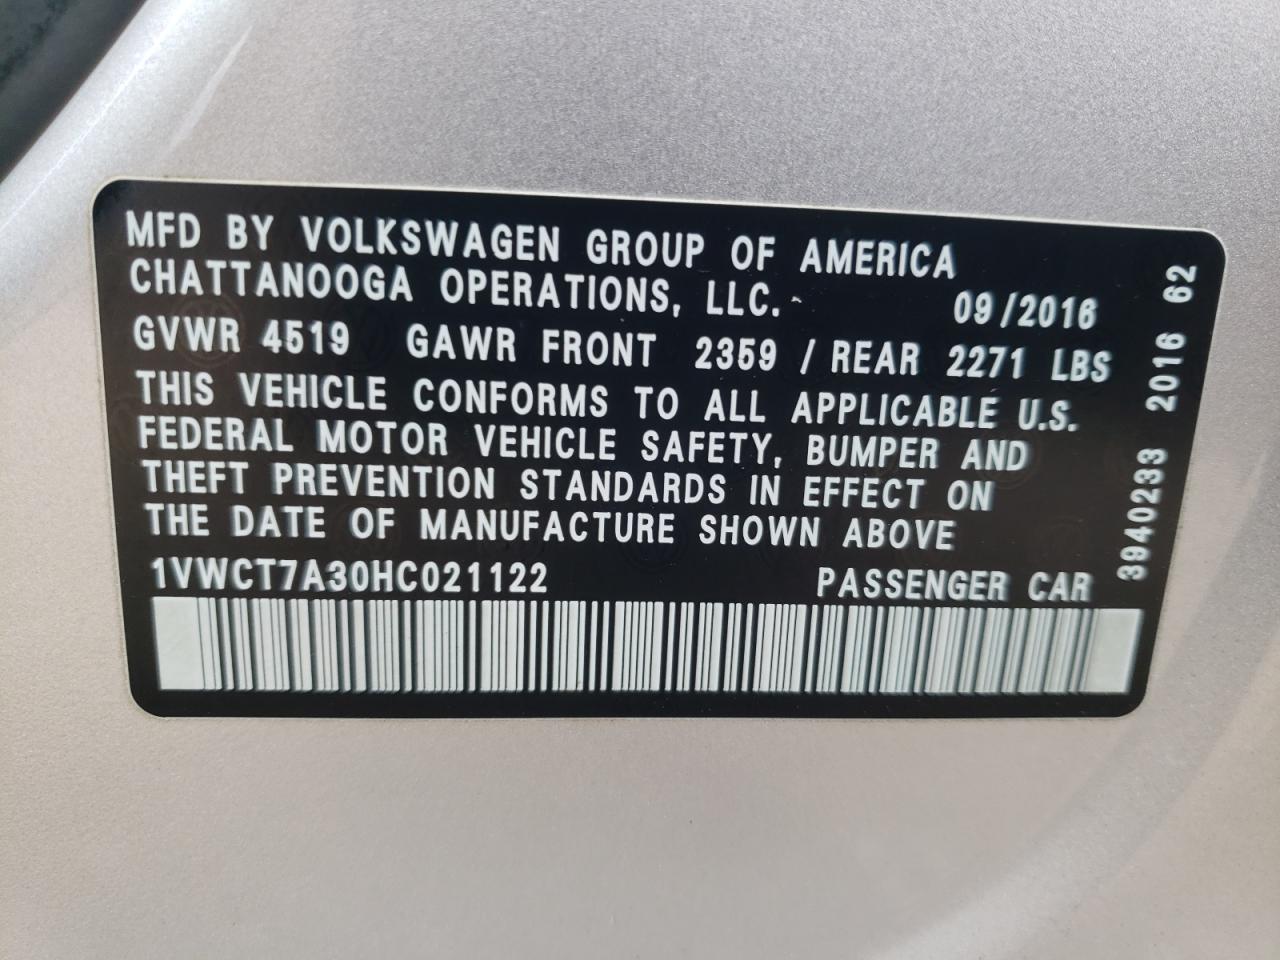 MFD BY VOLKSWAGEN GROUP OF AMERICA
CHATTANOOGA OPERATIONS, LLC. 09/2016
GVWR 4519 GAWR FRONT 2359 / REAR 2271 LBS
THIS VEHICLE CONFORMS TO ALL APPLICABLE U.S.
FEDERAL MOTOR VEHICLE SAFETY, BUMPER AND
THEFT PREVENTION STANDARDS IN EFFECT ON
THE DATE OF MANUFACTURE SHOWN ABOVE
1VWCT7A30HC021122 PASSENGER CAR
3940233 2016 62